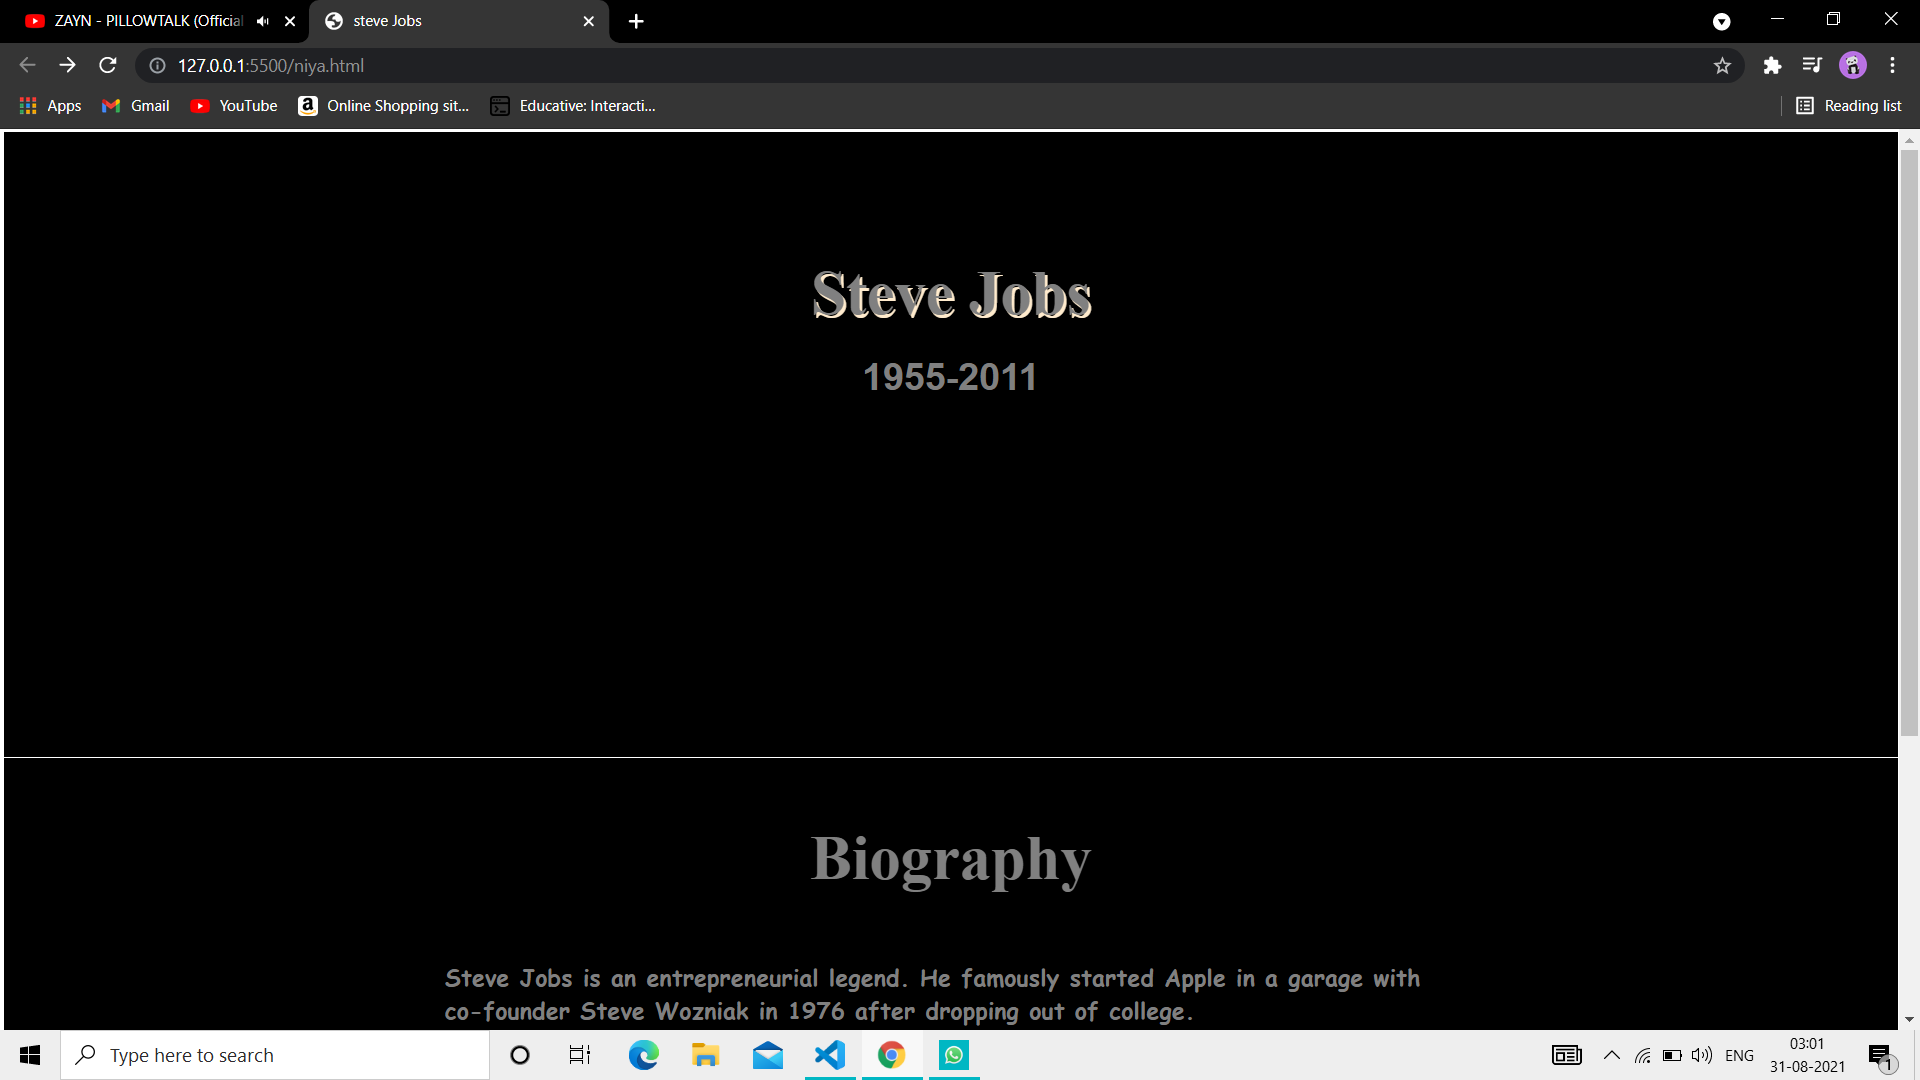 ZAYN - PILLOWTALK (Official
steve Jobs
127.0.0.1:5500/niya.html
Apps
Gmail
YouTube
Online Shopping sit...
Educative: Interacti...
Reading list
Steve Jobs
1955-2011
Biography
Steve Jobs is an entrepreneurial legend. He famously started Apple in a garage with
co-founder Steve Wozniak in 1976 after dropping out of college.
Type here to search
ENG
03:01
31-08-2021
1